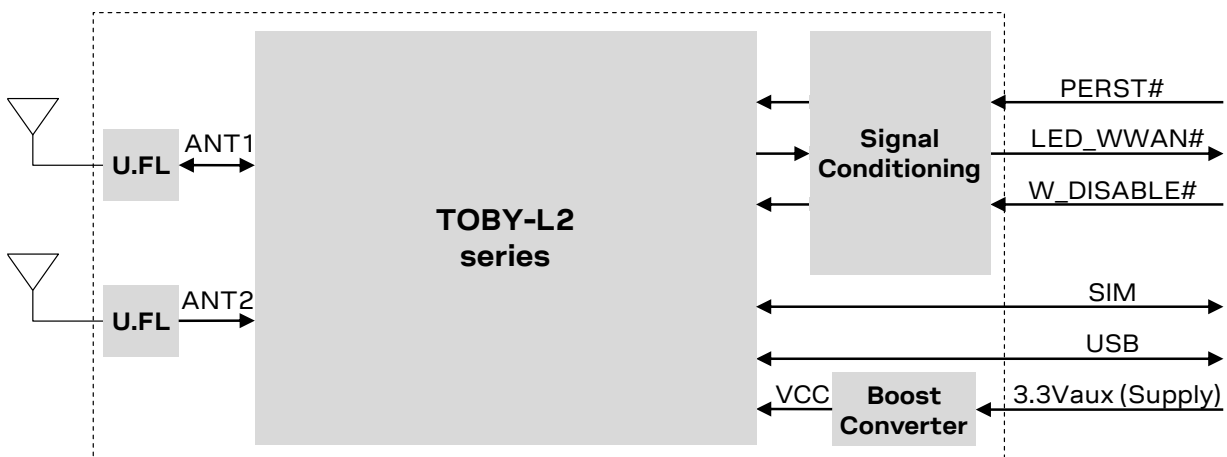 PERST#
ANT1
U.FL
Signal
Conditioning
LED_WWAN#
W_DISABLE#
TOBY-L2
series
ANT2
U.FL
SIM
USB
VCC
Boost
Converter
3.3Vaux (Supply)